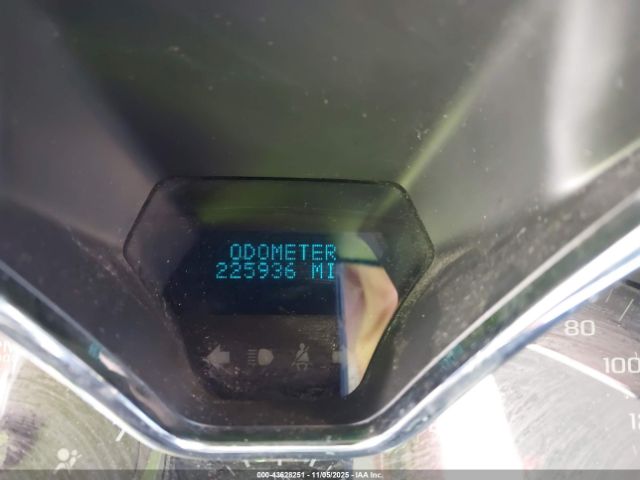 ODOMETER
225936 MI
80
100
000-43628251 - 11/05/2025 - IAA Inc.